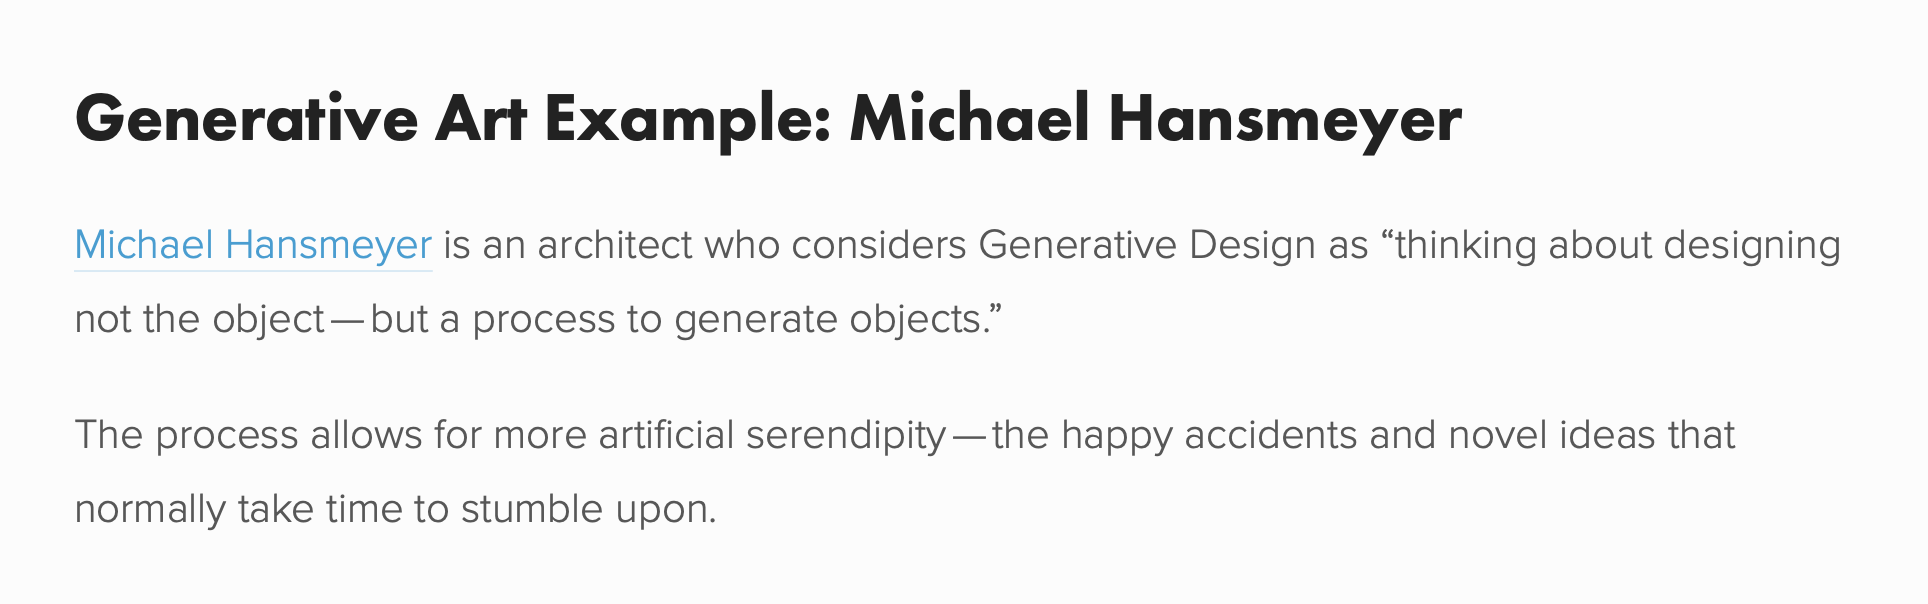 Generative Art Example: Michael Hansmeyer
Michael Hansmeyer is an architect who considers Generative Design as “thinking about designing
not the object — but a process to generate objects.”
The process allows for more artificial serendipity — the happy accidents and novel ideas that
normally take time to stumble upon.